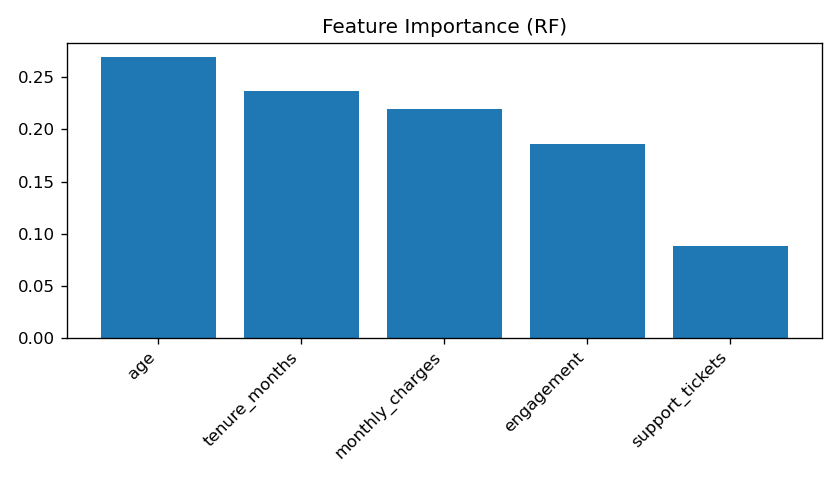 Feature Importance (RF)
0.25
0.20
0.15
0.10
0.05
0.00
age
tenure_months
monthly_charges
engagement
support_tickets